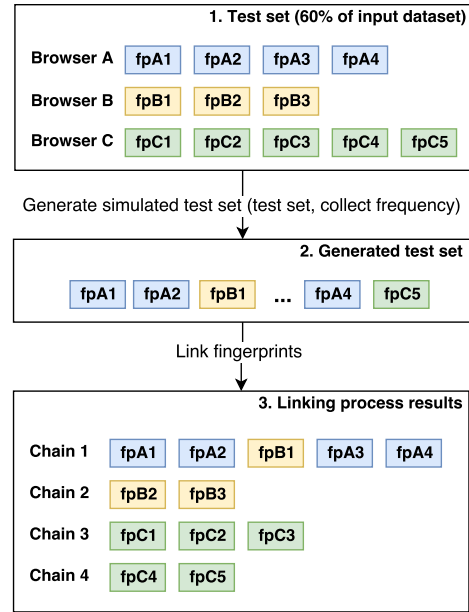 1. Test set (60% of input dataset)
Browser A fpA1 fpA2 fpA3 fpA4
Browser B fpB1 fpB2 fpB3
Browser C fpC1 fpC2 fpC3 fpC4 fpC5
Generate simulated test set (test set, collect frequency)
2. Generated test set
fpA1 fpA2 fpB1 ... fpA4 fpC5
Link fingerprints
3. Linking process results
Chain 1 fpA1 fpA2 fpB1 fpA3 fpA4
Chain 2 fpB2 fpB3
Chain 3 fpC1 fpC2 fpC3
Chain 4 fpC4 fpC5